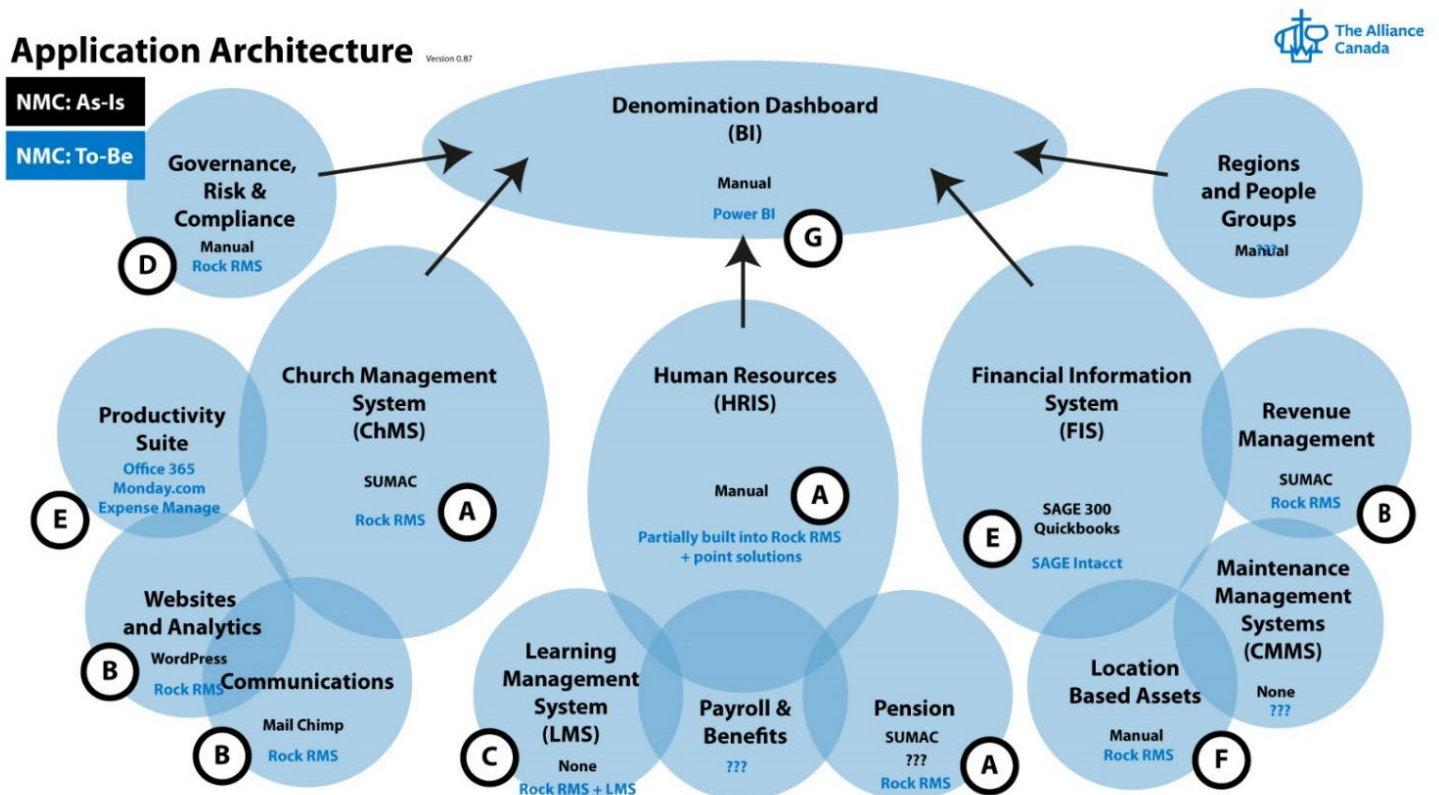 Application Architecture Version 0.87
The Alliance
Canada
NMC: As-Is
NMC: To-Be
Denomination Dashboard
(BI)
Manual
Power BI
G
Governance,
Risk &
Compliance
Manual
Rock RMS
D
Regions
and People
Groups
Manual
???
Productivity
Suite
Office 365
Monday.com
Expense Manage
E
Church Management
System
(ChMS)
SUMAC
Rock RMS
A
Human Resources
(HRIS)
Manual
A
Partially built into Rock RMS
+ point solutions
Financial Information
System
(FIS)
SAGE 300
Quickbooks
E
SAGE Intacct
Revenue
Management
SUMAC
Rock RMS
B
Websites
and Analytics
WordPress
Rock RMS
B
Communications
Mail Chimp
Rock RMS
B
Learning
Management
System
(LMS)
None
Rock RMS + LMS
C
Payroll &
Benefits
???
Pension
SUMAC
???
Rock RMS
A
Location
Based Assets
Manual
Rock RMS
F
Maintenance
Management
Systems
(CMMS)
None
???